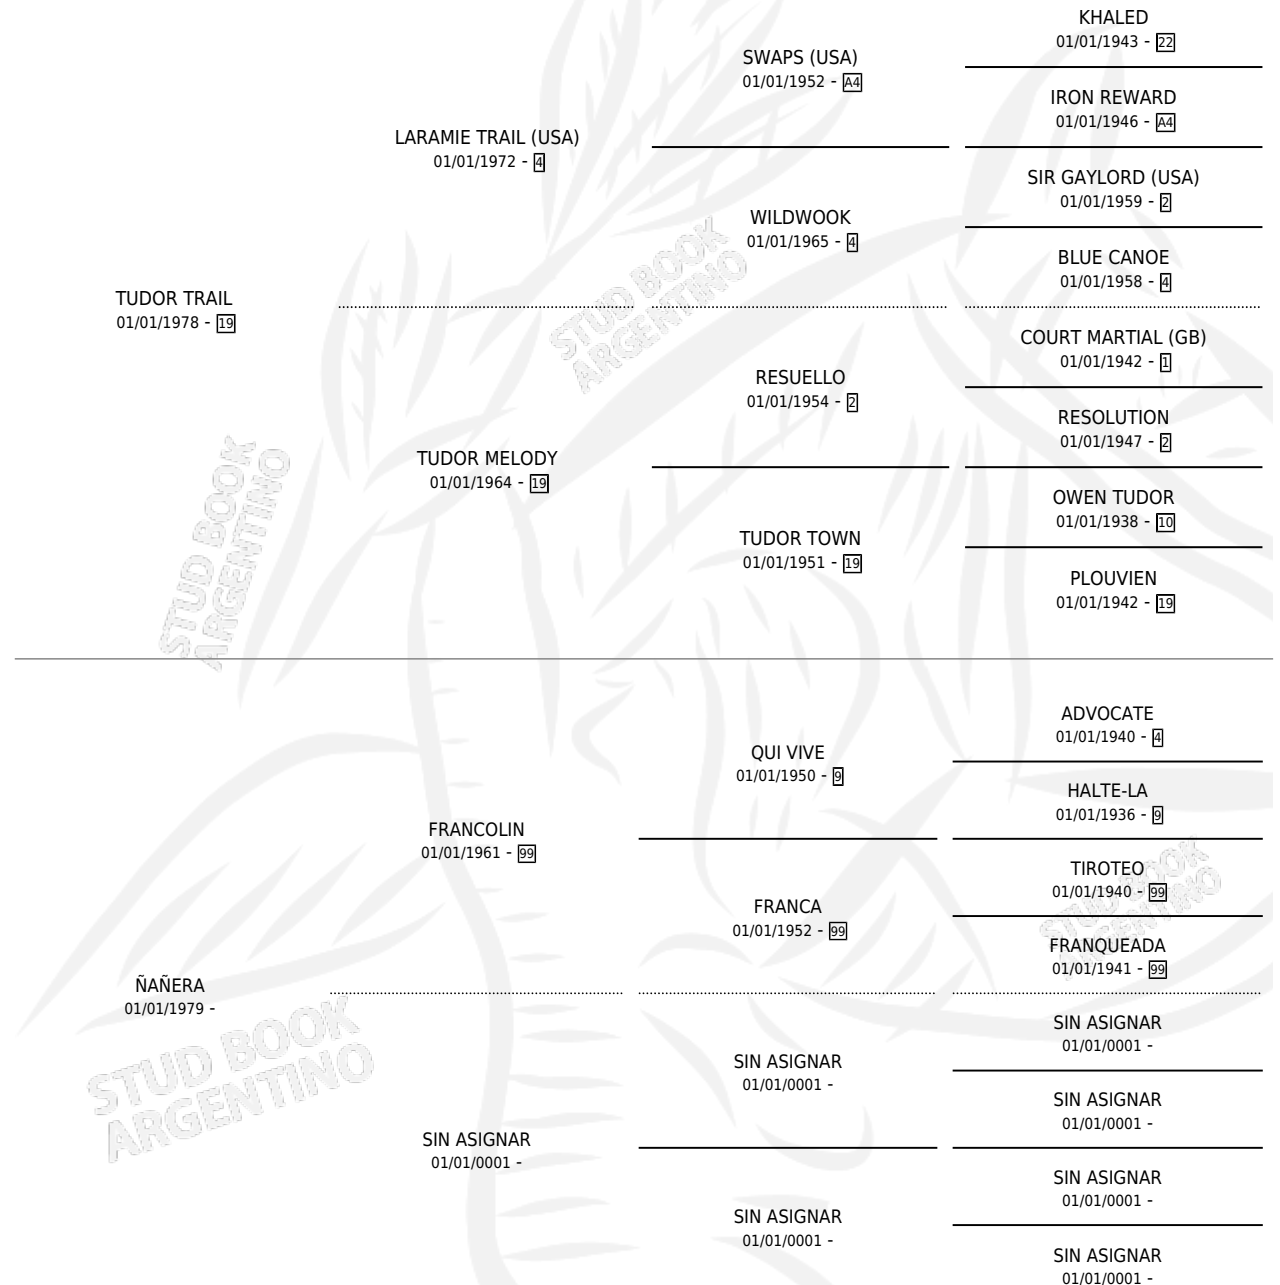 KHALED
01/01/1943 - 22
SWAPS (USA)
01/01/1952 - A4
IRON REWARD
01/01/1946 - A4
LARAMIE TRAIL (USA)
01/01/1972 - 4
SIR GAYLORD (USA)
01/01/1959 - 2
WILDWOOK
01/01/1965 - 4
BLUE CANOE
01/01/1958 - 4
TUDOR TRAIL
01/01/1978 - 19
COURT MARTIAL (GB)
01/01/1942 - 1
RESUELLO
01/01/1954 - 2
RESOLUTION
01/01/1947 - 2
TUDOR MELODY
01/01/1964 - 19
OWEN TUDOR
01/01/1938 - 10
TUDOR TOWN
01/01/1951 - 19
PLOUVIEN
01/01/1942 - 19
STUD BOOK
ARGENTINO
STUD BOOK
ARGENTINO
ADVOCATE
01/01/1940 - 4
QUI VIVE
01/01/1950 - 9
HALTE-LA
01/01/1936 - 9
FRANCOLIN
01/01/1961 - 99
TIROTEO
01/01/1940 - 99
FRANCA
01/01/1952 - 99
FRANQUEADA
01/01/1941 - 99
STUD BOOK
ARGENTINO
ÑAÑERA
01/01/1979 -
SIN ASIGNAR
01/01/0001 -
SIN ASIGNAR
01/01/0001 -
SIN ASIGNAR
01/01/0001 -
SIN ASIGNAR
01/01/0001 -
SIN ASIGNAR
01/01/0001 -
SIN ASIGNAR
01/01/0001 -
SIN ASIGNAR
01/01/0001 -
STUD BOOK
ARGENTINO